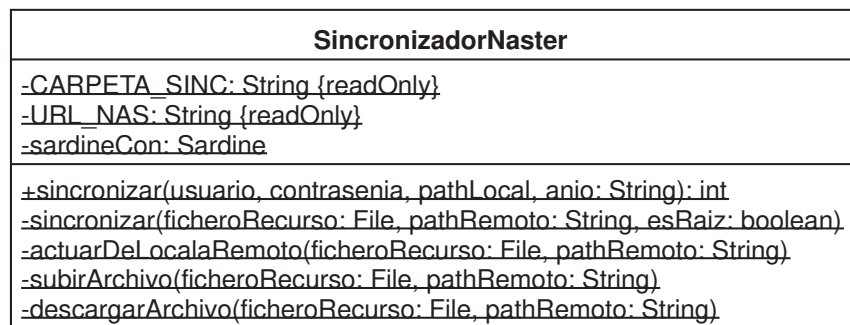 SincronizadorNaster
-CARPETA_SINC: String {readOnly}
-URL_NAS: String {readOnly}
-sardineCon: Sardine
+sincronizar(usuario, contrasenia, pathLocal, anio: String): int
-sincronizar(ficheroRecurso: File, pathRemoto: String, esRaiz: boolean)
-actuarDeLocalaRemoto(ficheroRecurso: File, pathRemoto: String)
-subirArchivo(ficheroRecurso: File, pathRemoto: String)
-descargarArchivo(ficheroRecurso: File, pathRemoto: String)